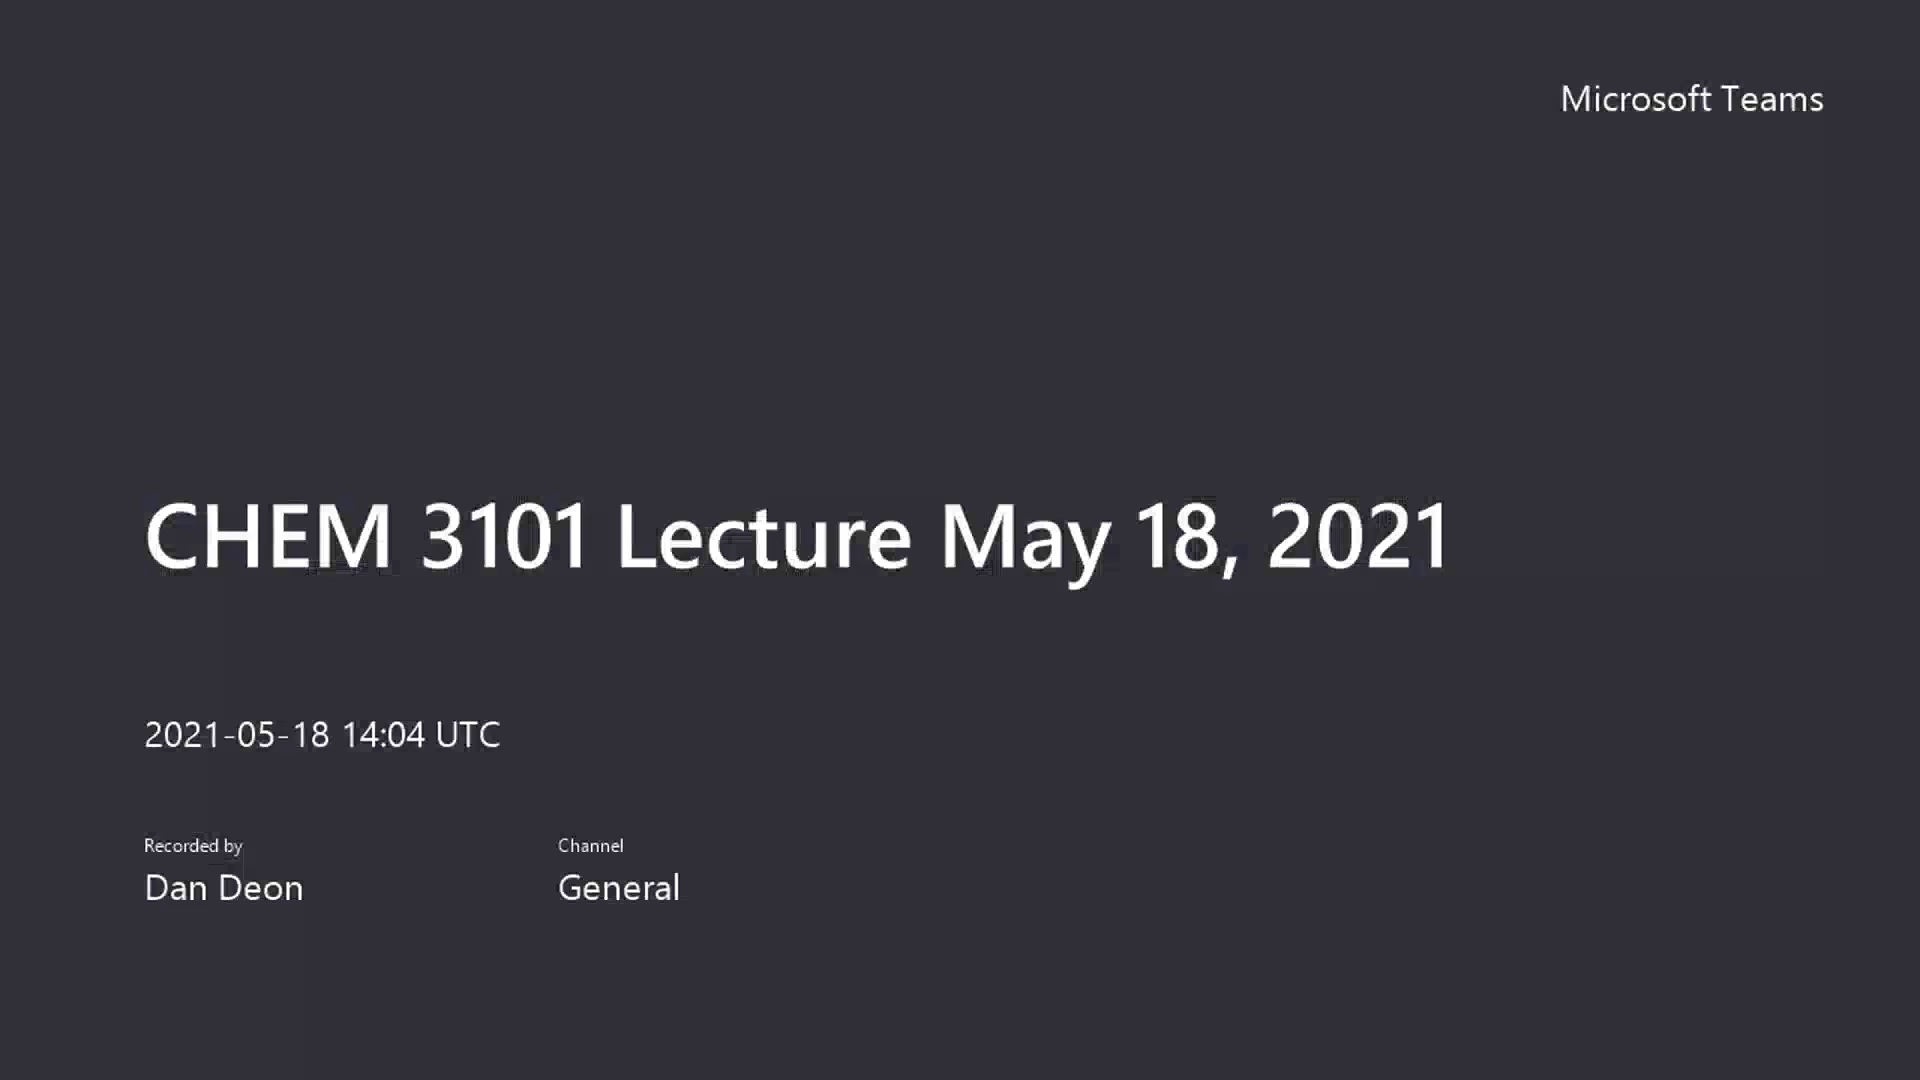 Microsoft Teams
CHEM 3101 Lecture May 18, 2021
2021-05-18 14:04 UTC
Recorded by
Dan Deon
Channel
General